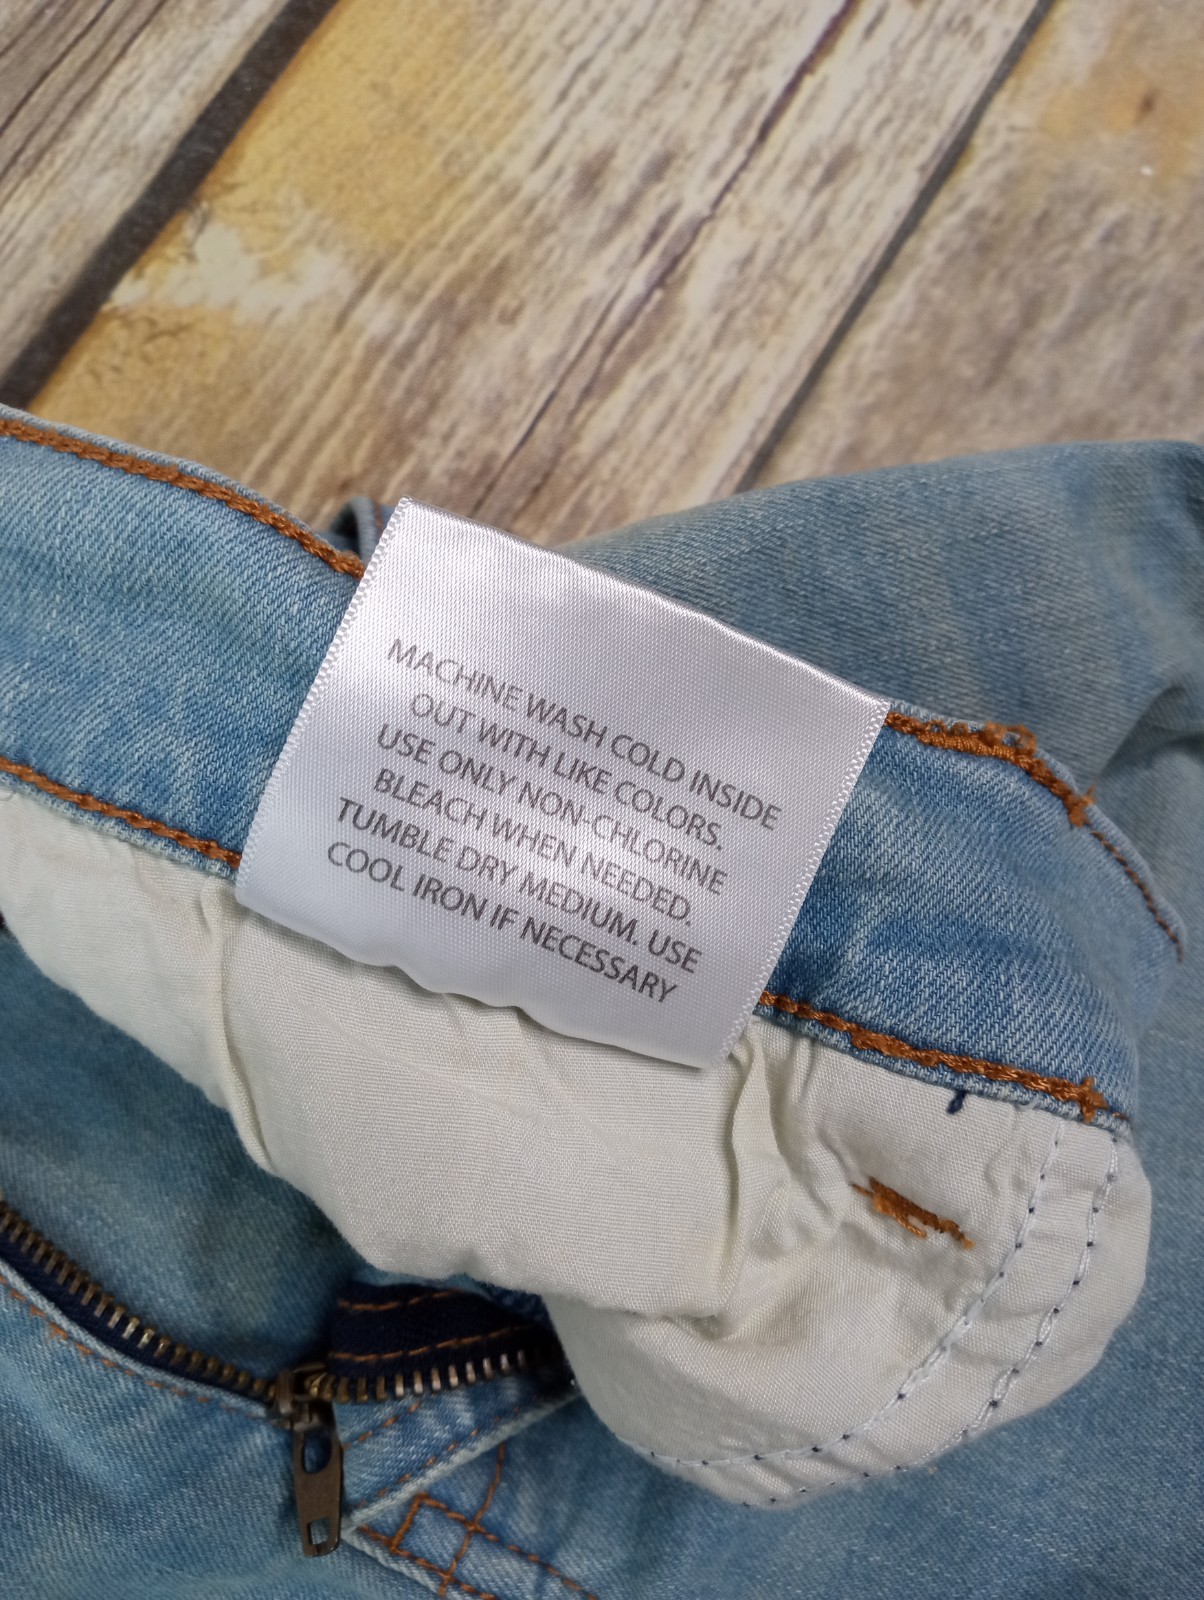 MACHINE WASH COLD INSIDE
OUT WITH LIKE COLORS.
USE ONLY NON-CHLORINE
BLEACH WHEN NEEDED.
TUMBLE DRY MEDIUM. USE
COOL IRON IF NECESSARY